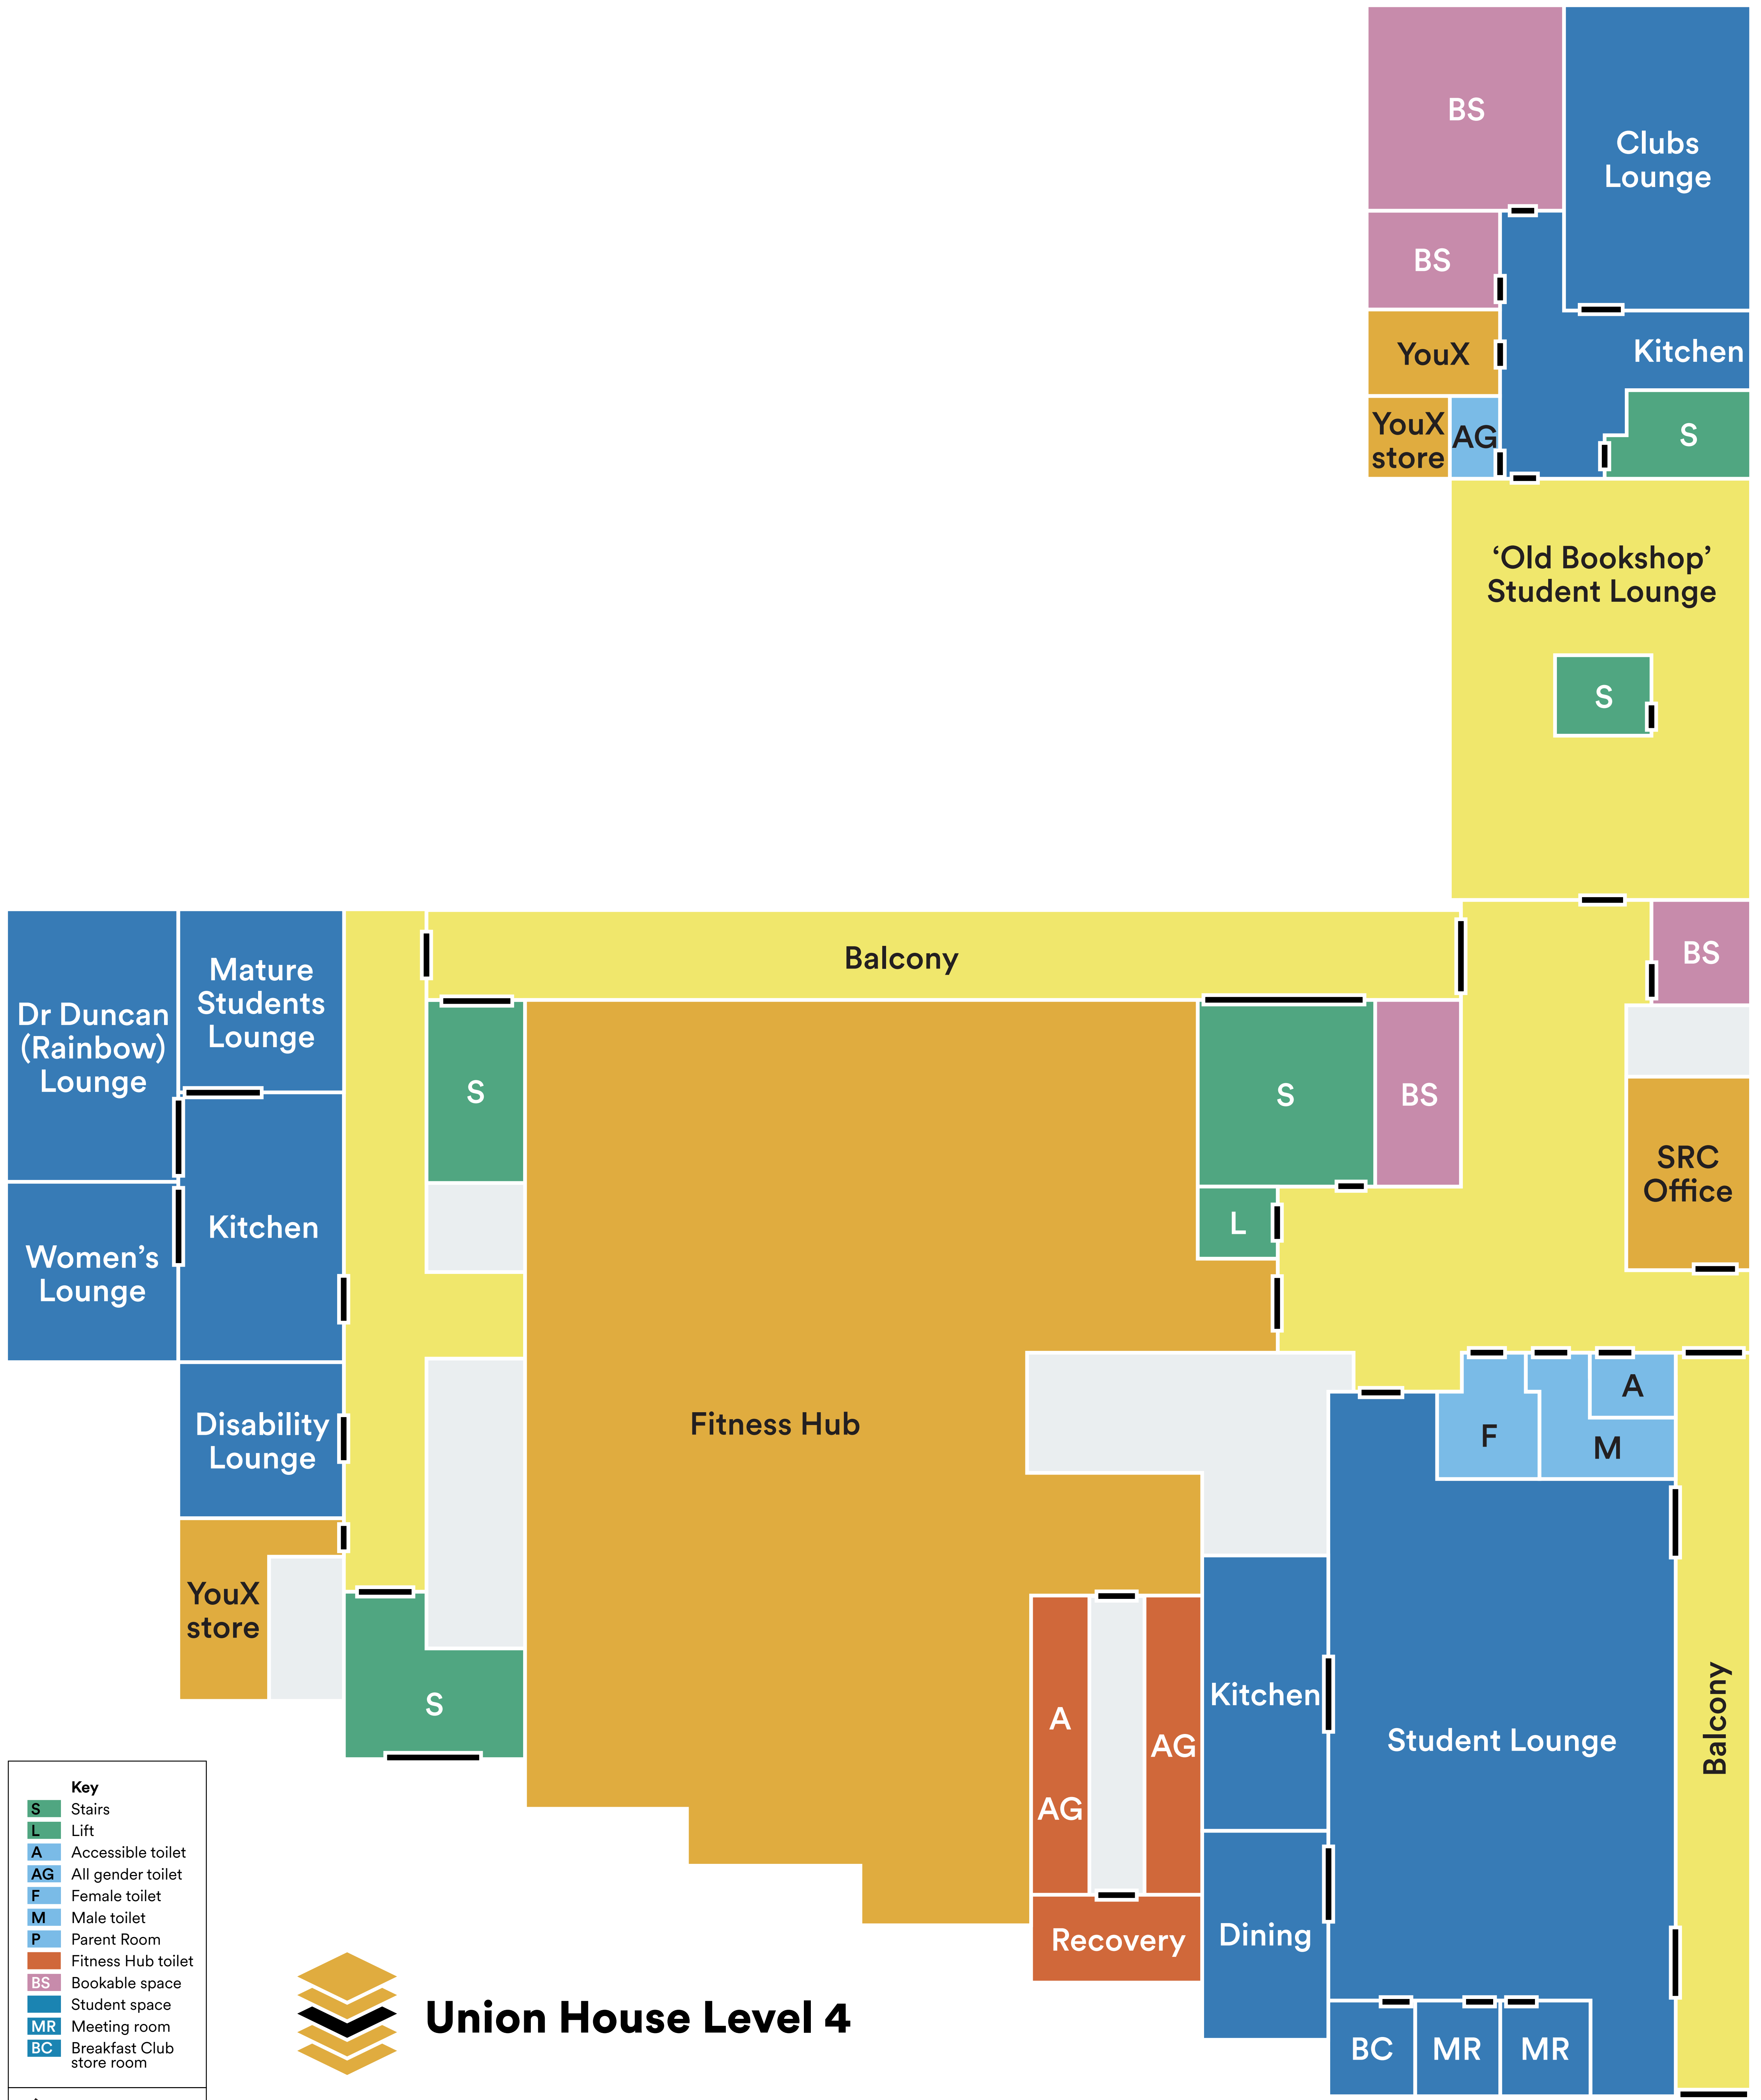 BS
Clubs
Lounge
BS
Kitchen
YouX
YouX
store
AG
S
‘Old Bookshop’
Student Lounge
S
Balcony
BS
Dr Duncan
(Rainbow)
Lounge
Mature
Students
Lounge
S
S
BS
SRC
Office
Women’s
Lounge
Kitchen
L
Disability
Lounge
Fitness Hub
F
A
M
YouX
store
S
A
AG
AG
Kitchen
Student Lounge
Balcony
Recovery
Dining
BC
MR
MR
Key
S Stairs
L Lift
A Accessible toilet
AG All gender toilet
F Female toilet
M Male toilet
P Parent Room
Fitness Hub toilet
BS Bookable space
Student space
MR Meeting room
BC Breakfast Club
store room
Union House Level 4